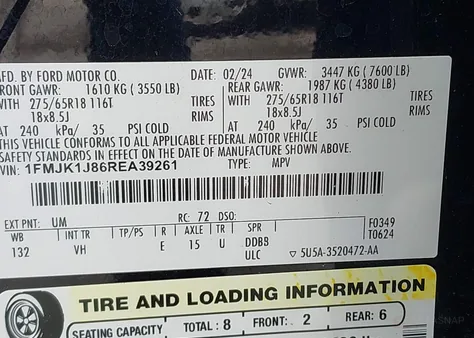 MFD. BY FORD MOTOR CO. DATE: 02/24 GVWR: 3447 KG (7600 LB)
FRONT GAWR: 1610 KG (3550 LB) REAR GAWR: 1987 KG (4380 LB)
WITH 275/65R18 116T TIRES WITH 275/65R18 116T TIRES
18x8.5J RIMS 18x8.5J RIMS
AT 240 kPa/ 35 PSI COLD AT 240 kPa/ 35 PSI COLD
THIS VEHICLE CONFORMS TO ALL APPLICABLE FEDERAL MOTOR VEHICLE
SAFETY STANDARDS IN EFFECT ON THE DATE OF MANUFACTURE SHOWN ABOVE.
VIN: 1FMJK1J86REA39261 TYPE: MPV
EXT PNT: UM RC: 72 DSO: F0349
WB INT TR TP/PS R AXLE TR SPR T0624
132 VH E 15 U DDB9
ULC ▽ 5U5A-3520472-AA
TIRE AND LOADING INFORMATION
SEATING CAPACITY TOTAL: 8 FRONT: 2 REAR: 6